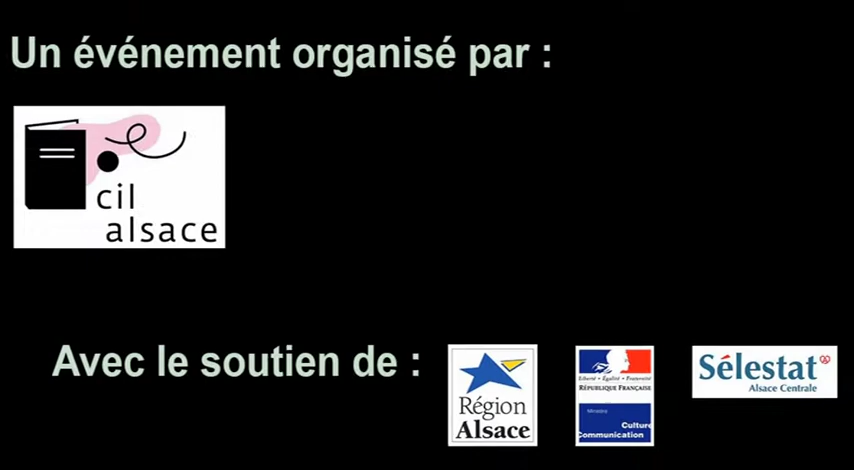 Un événement organisé par :
cil
alsace
Avec le soutien de :
Région
Alsace
Liberté • Égalité • Fraternité
RÉPUBLIQUE FRANÇAISE
Ministère
Culture
Communication
Sélestat
Alsace Centrale